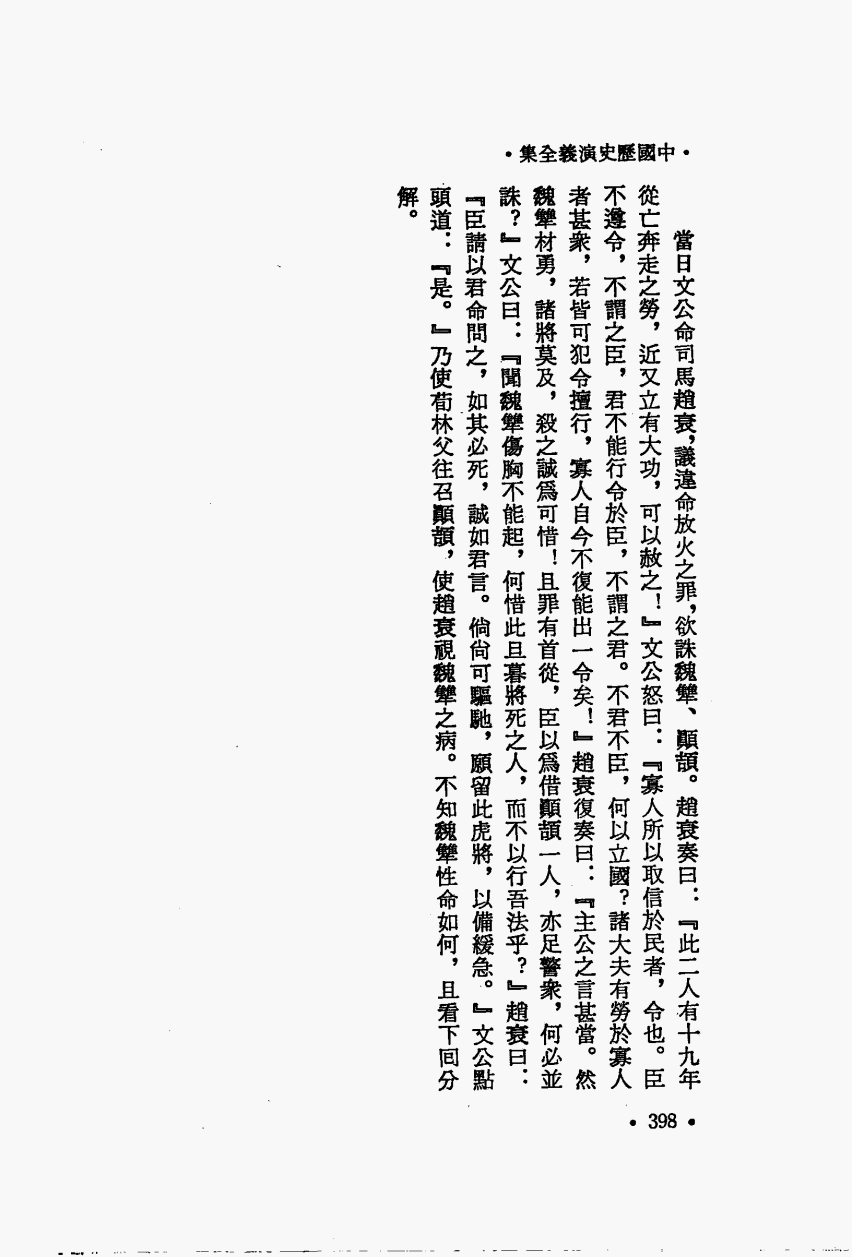 •中國歷史演義全集•
當日文公命司馬趙衰，議違命放火之罪，欲誅魏犨、顛頡。趙衰奏曰：『此二人有十九年
從亡奔走之勞，近又立有大功，可以赦之！』文公怒曰：『寡人所以取信於民者，令也。臣
不遵令，不謂之臣，君不能行令於臣，不謂之君。不君不臣，何以立國？諸大夫有勞於寡人
者甚衆，若皆可犯令擅行，寡人自今不復能出一令矣！』趙衰復奏曰：『主公之言甚當。然
魏犨材勇，諸將莫及，殺之誠爲可惜！且罪有首從，臣以爲借顛頡一人，亦足警衆，何必並
誅？』文公曰：『聞魏犨傷胸不能起，何惜此旦暮將死之人，而不以行吾法乎？』趙衰曰：
『臣請以君命問之，如其必死，誠如君言。倘尙可驅馳，願留此虎將，以備緩急。』文公點
頭道：『是。』乃使荀林父往召顛頡，使趙衰視魏犨之病。不知魏犨性命如何，且看下囘分
解。
• 398 •